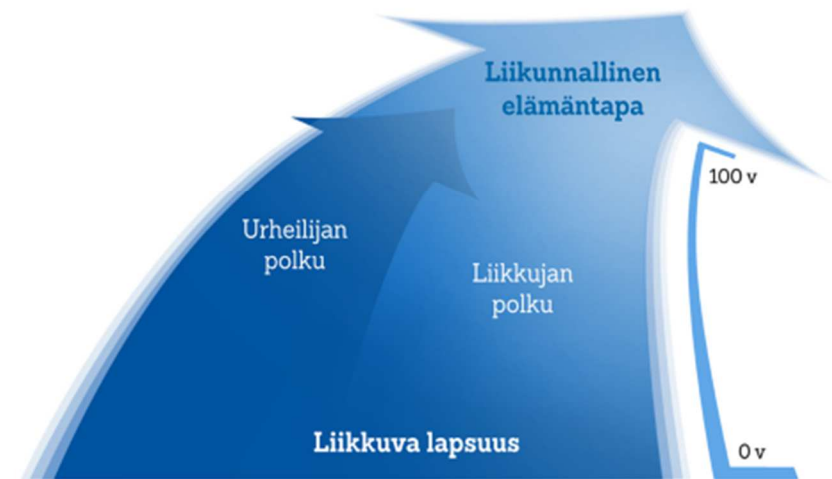 Liikunnallinen
elämäntapa
100 v
Urheilijan
polku
Liikkujan
polku
Liikkuva lapsuus
0 v